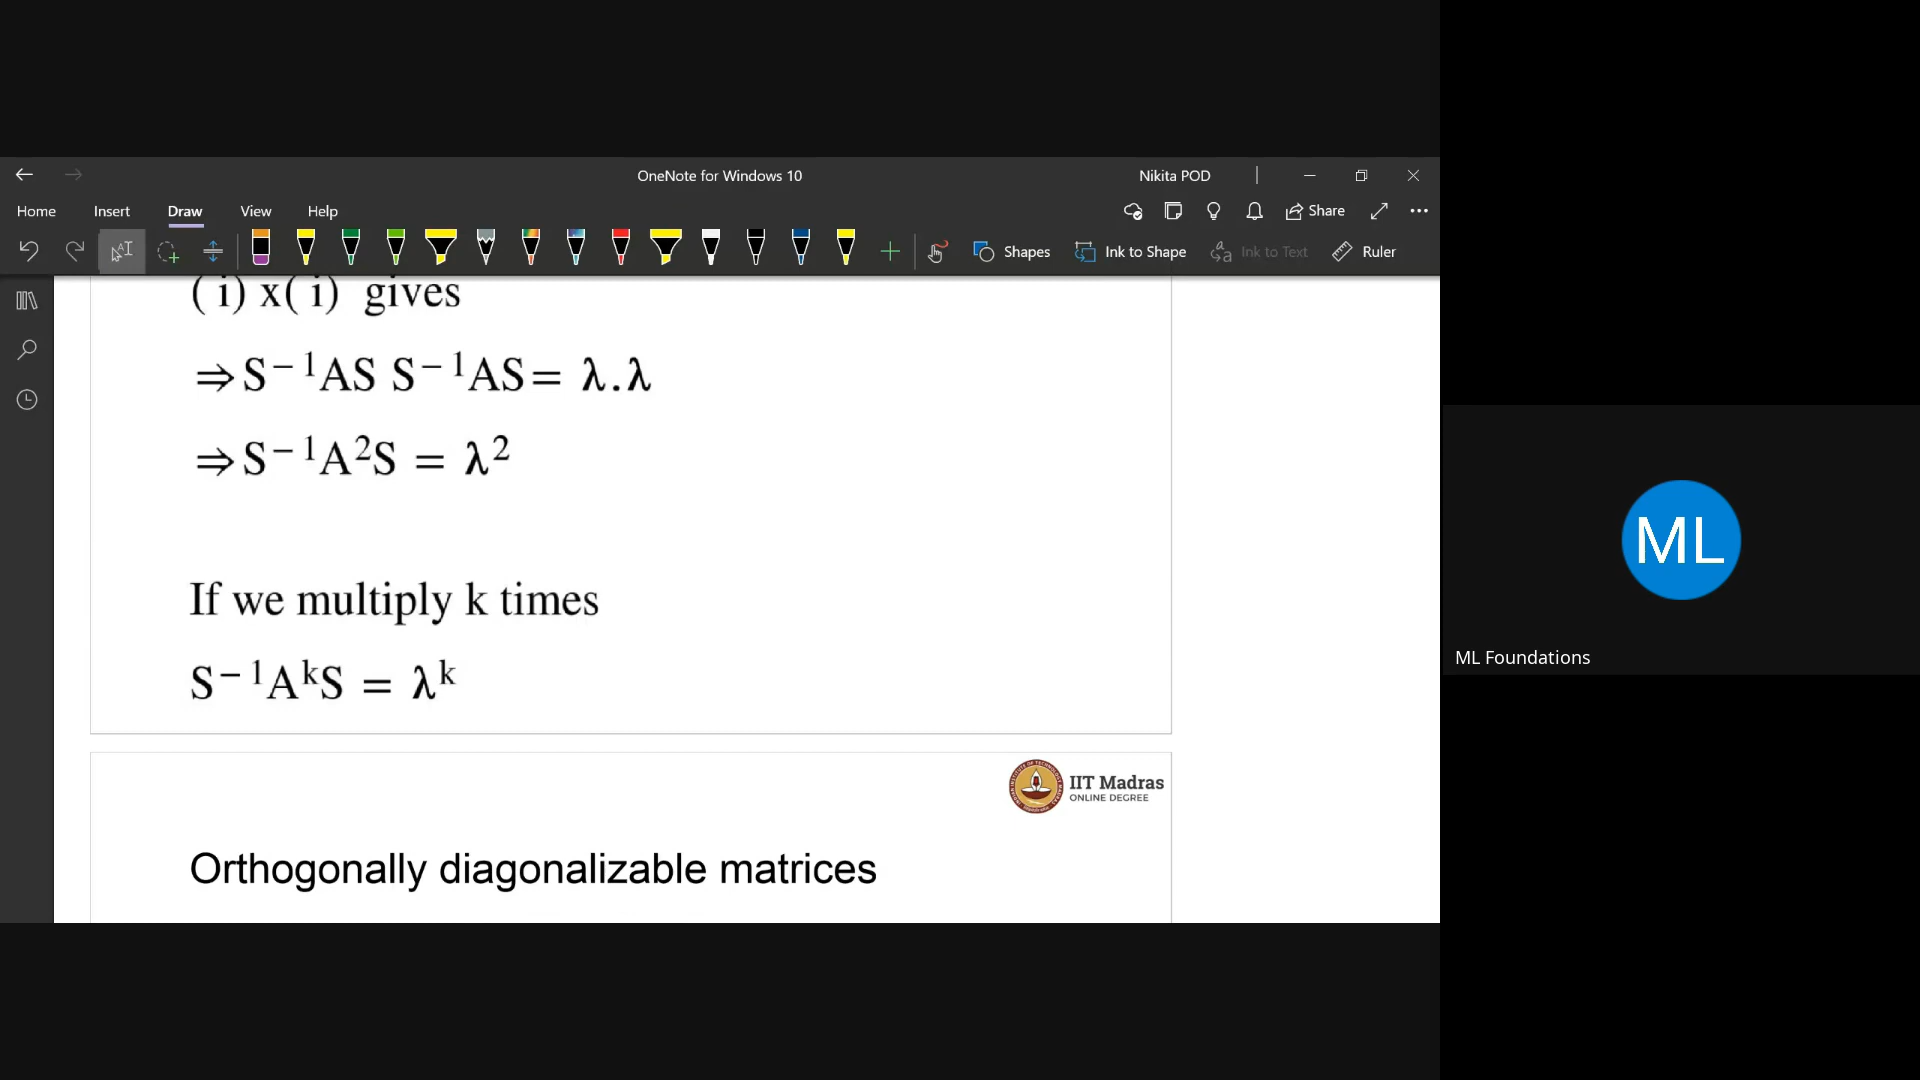 OneNote for Windows 10
Nikita POD
Home Insert Draw View Help
Share
Shapes Ink to Shape Ink to Text Ruler
( i) x( i) gives
⇒S⁻¹AS S⁻¹AS= λ.λ
⇒S⁻¹A²S = λ²
If we multiply k times
S⁻¹AᵏS = λᵏ
IIT Madras
ONLINE DEGREE
Orthogonally diagonalizable matrices
ML
ML Foundations